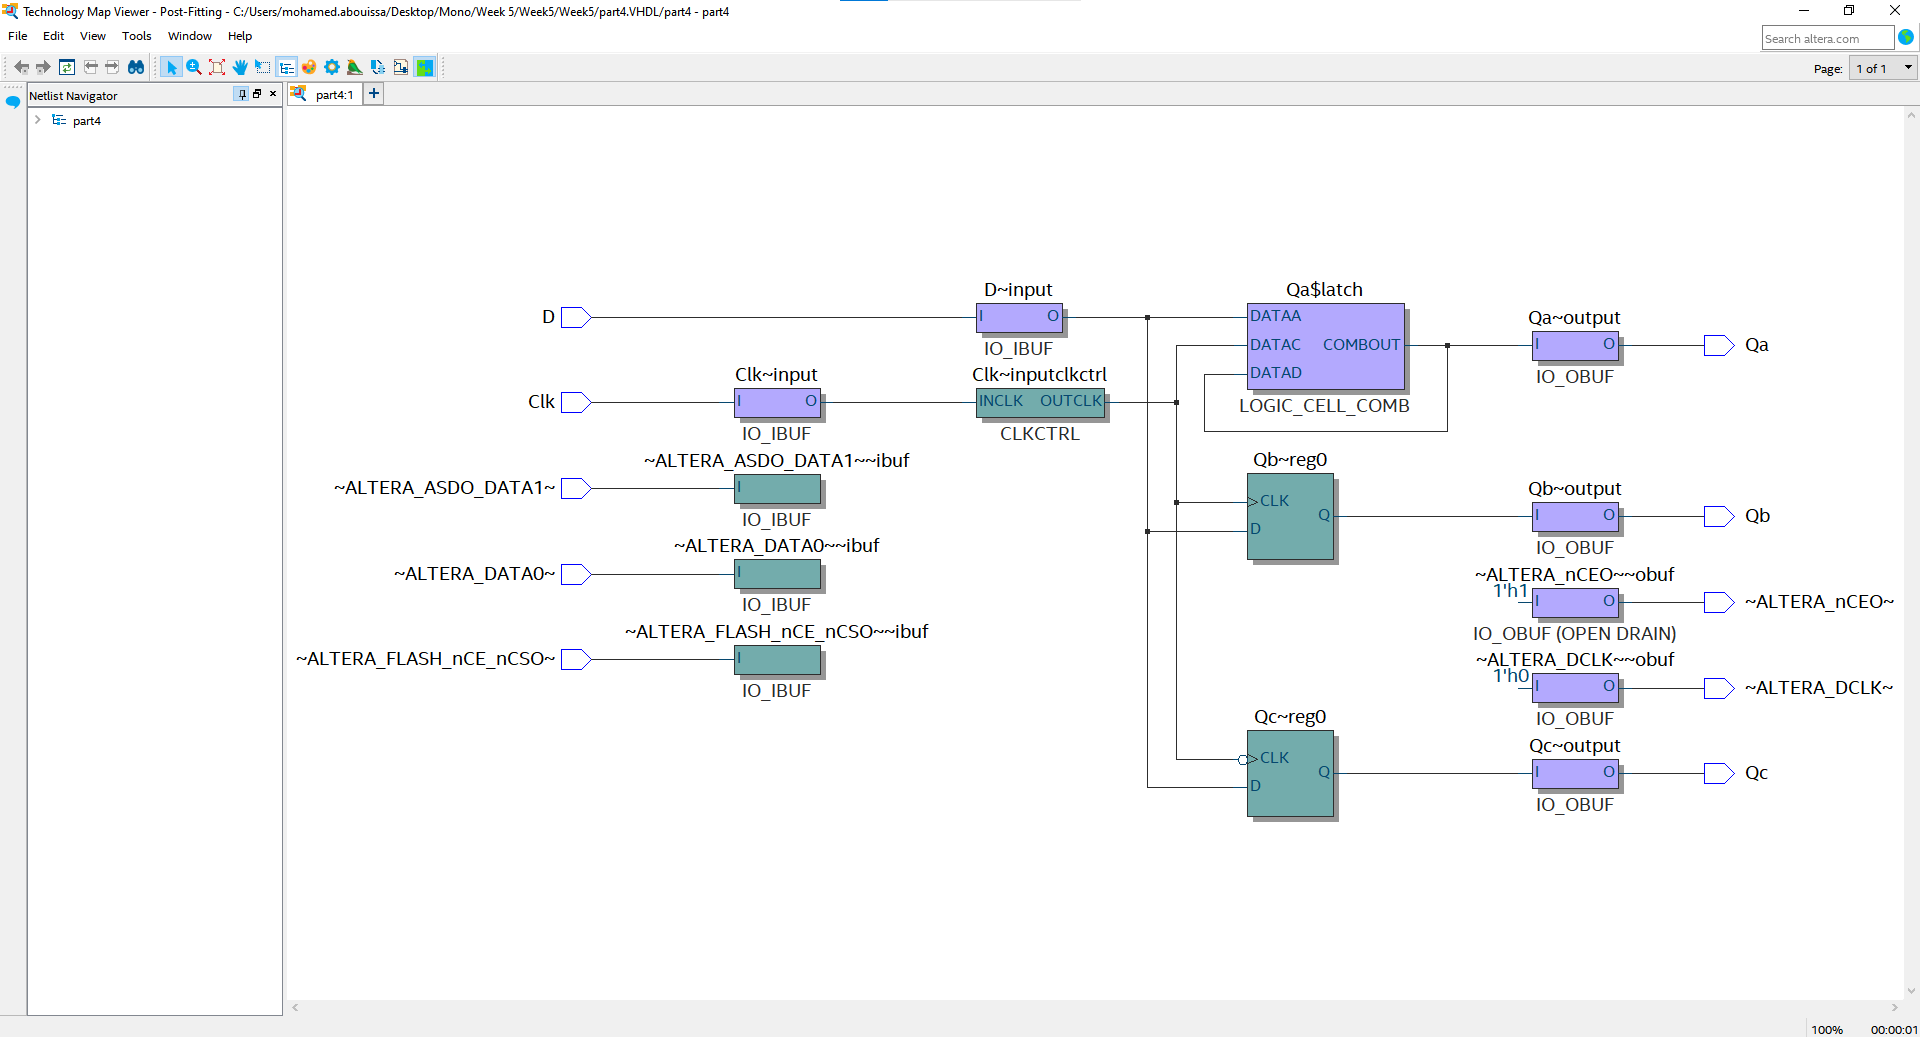 Technology Map Viewer - Post-Fitting - C:/Users/mohamed.abouissa/Desktop/Mono/Week 5/Week5/Week5/part4.VHDL/part4 - part4
File Edit View Tools Window Help
Search altera.com
Page: 1 of 1
Netlist Navigator
part4:1
part4
D~input
Qa$latch
D
I O
DATAA
Qa~output
IO_IBUF
DATAC COMBOUT
I O
Qa
Clk~input
Clk~inputclkctrl
DATAD
IO_OBUF
Clk
I O
INCLK OUTCLK
LOGIC_CELL_COMB
IO_IBUF
CLKCTRL
~ALTERA_ASDO_DATA1~~ibuf
Qb~reg0
~ALTERA_ASDO_DATA1~
I
CLK
Qb~output
IO_IBUF
Q
I O
Qb
D
~ALTERA_DATA0~~ibuf
IO_OBUF
~ALTERA_DATA0~
I
~ALTERA_nCEO~~obuf
1'h1
IO_IBUF
I O
~ALTERA_nCEO~
~ALTERA_FLASH_nCE_nCSO~~ibuf
IO_OBUF (OPEN DRAIN)
~ALTERA_FLASH_nCE_nCSO~
I
~ALTERA_DCLK~~obuf
1'h0
IO_IBUF
I O
~ALTERA_DCLK~
Qc~reg0
IO_OBUF
CLK
Qc~output
Q
I O
Qc
D
IO_OBUF
100% 00:00:01